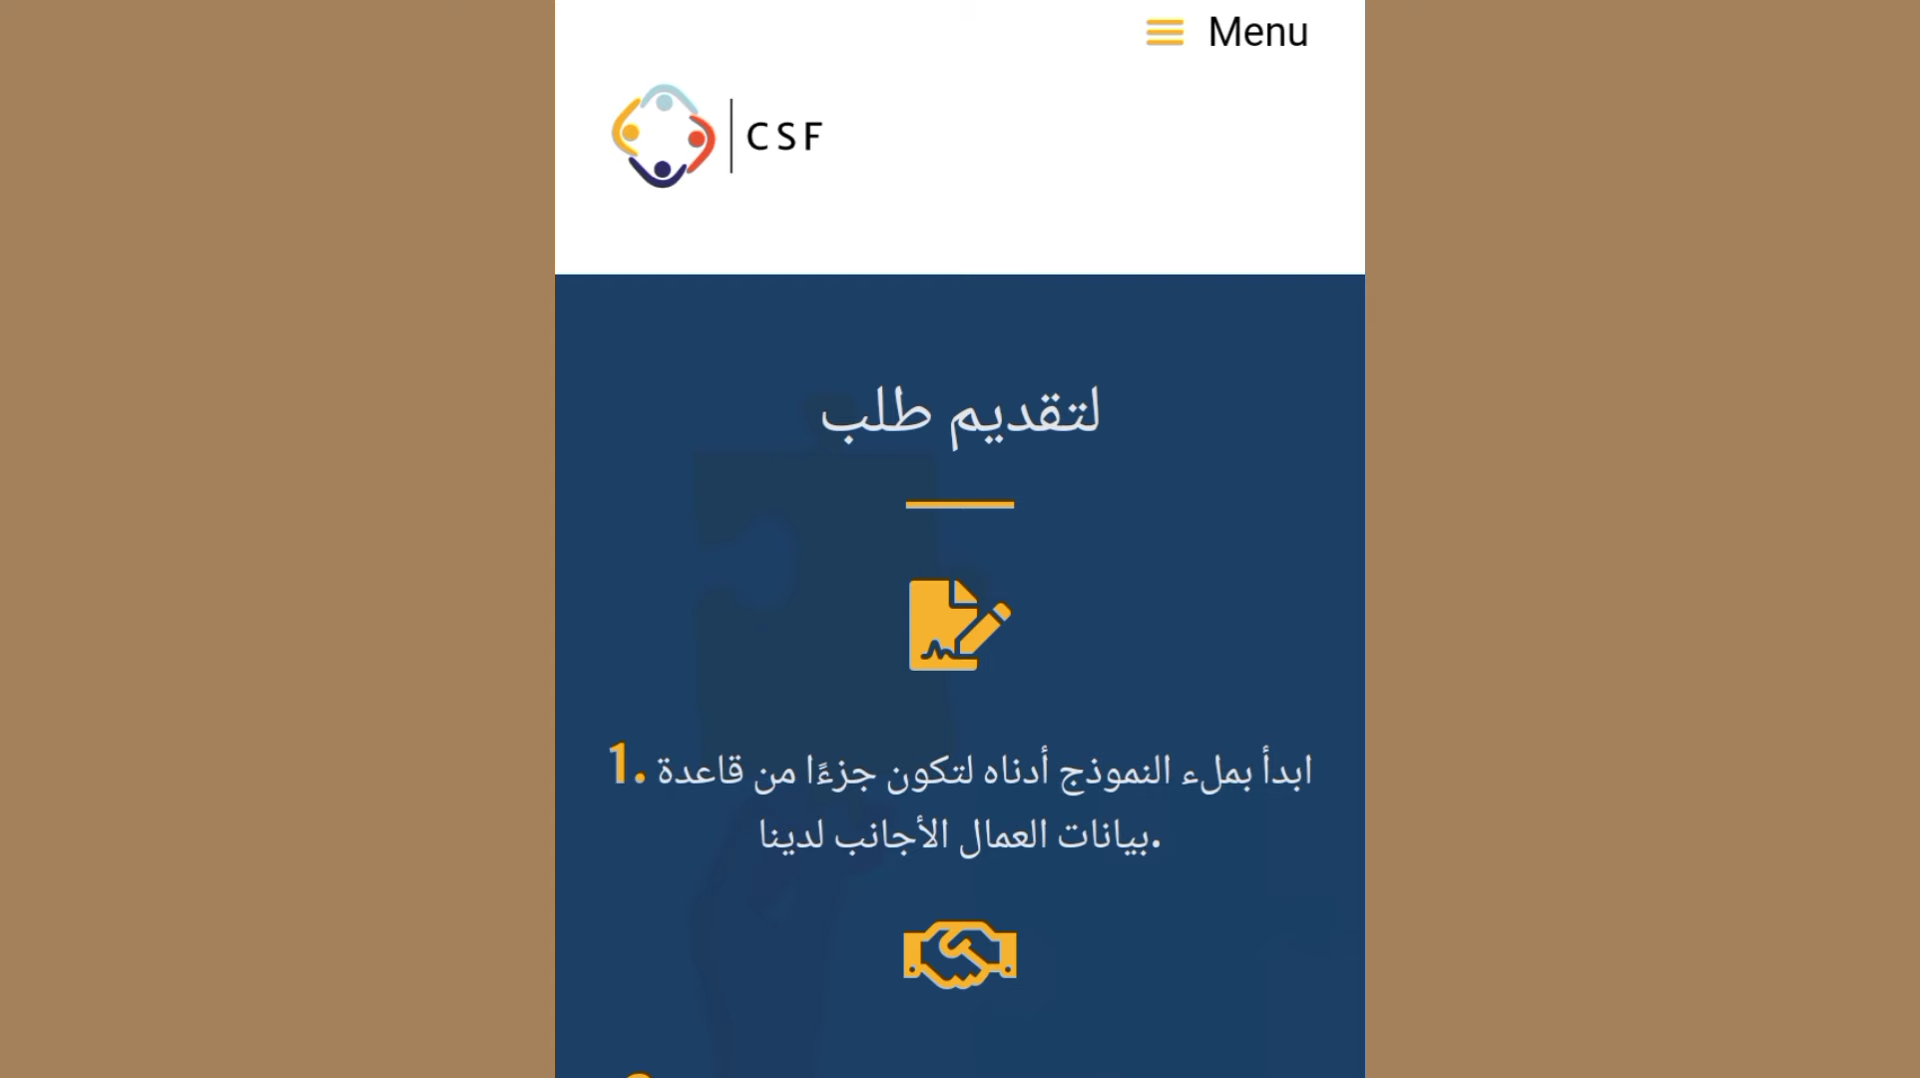 Menu
CSF
لتقديم طلب
1. ابدأ بملء النموذج أدناه لتكون جزءًا من قاعدة
بيانات العمال الأجانب لدينا.